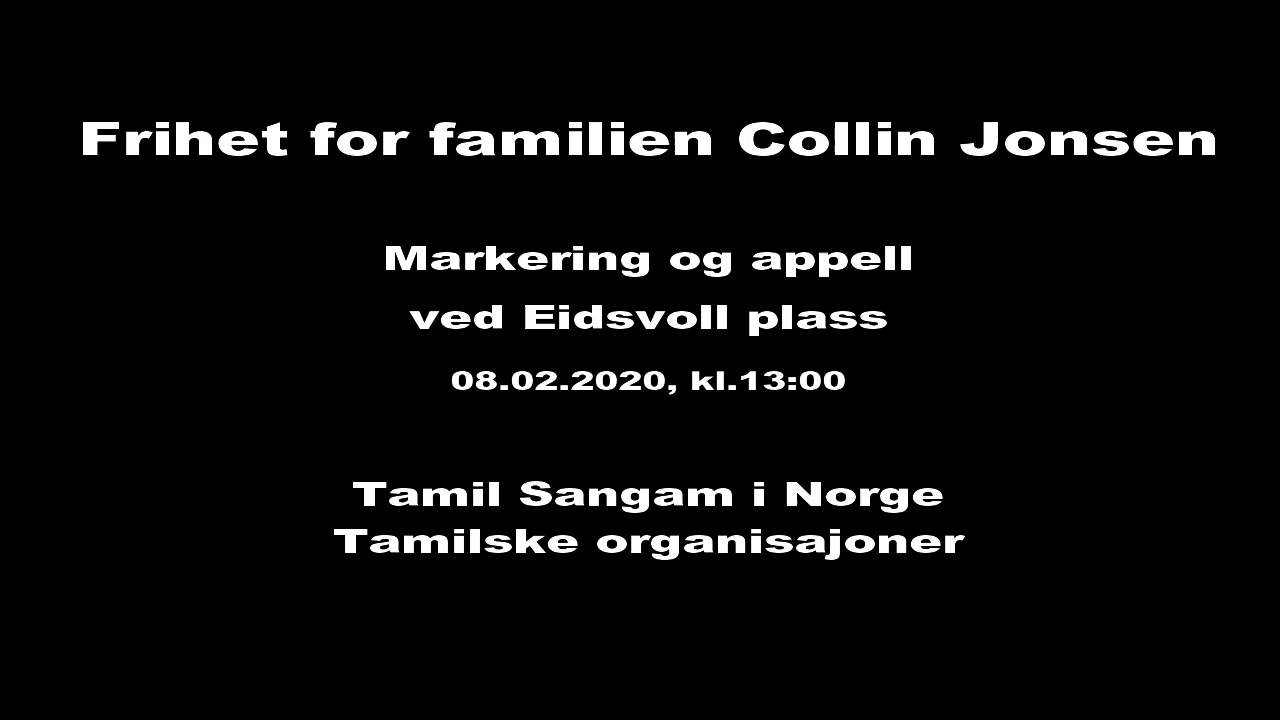 Frihet for familien Collin Jonsen
Markering og appell
ved Eidsvoll plass
08.02.2020, kl.13:00
Tamil Sangam i Norge
Tamilske organisajoner